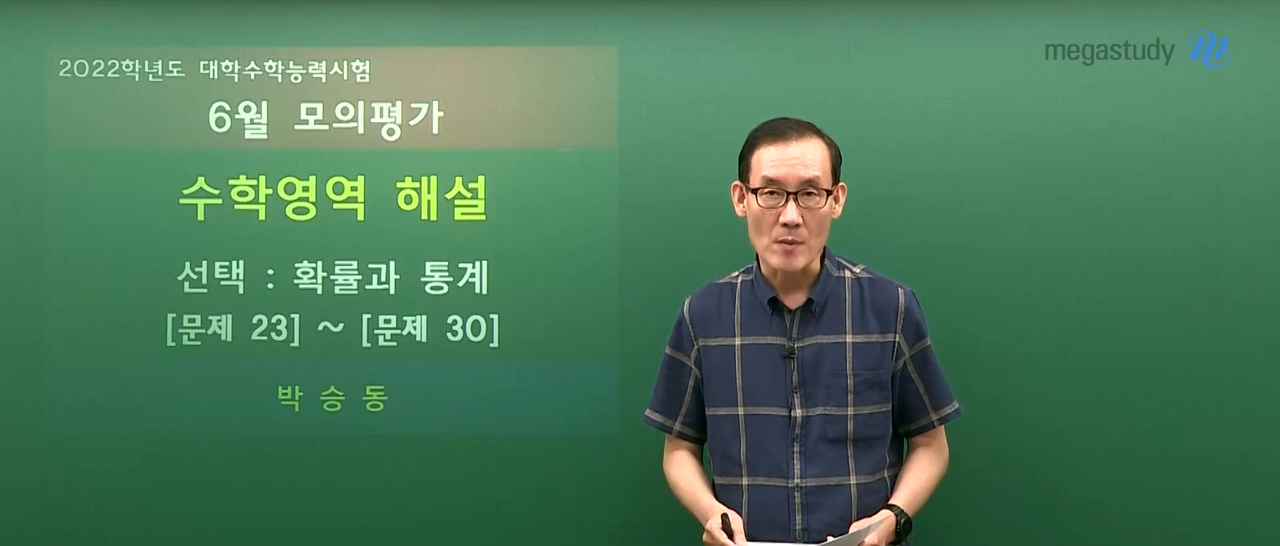 2022학년도 대학수학능력시험
6월 모의평가
수학영역 해설
선택 : 확률과 통계
[문제 23] ~ [문제 30]
박 승 동
megastudy